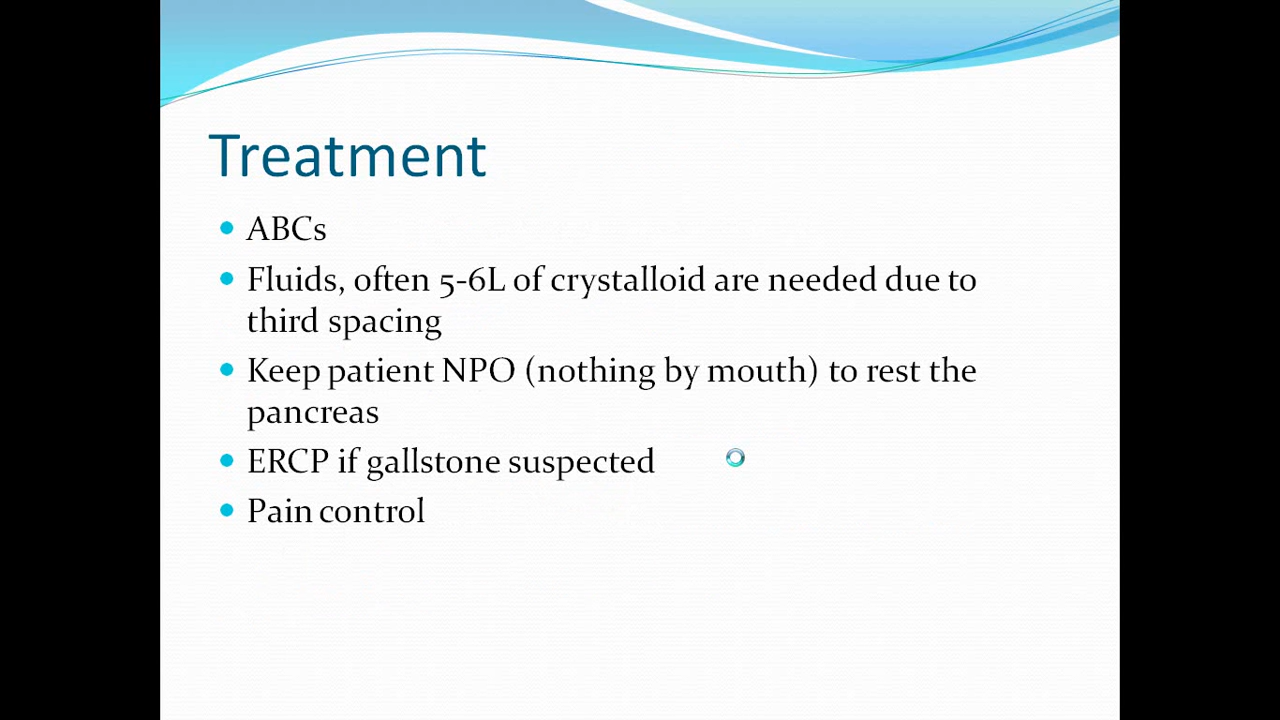 Treatment
ABCs
Fluids, often 5-6L of crystalloid are needed due to
third spacing
Keep patient NPO (nothing by mouth) to rest the
pancreas
ERCP if gallstone suspected
Pain control